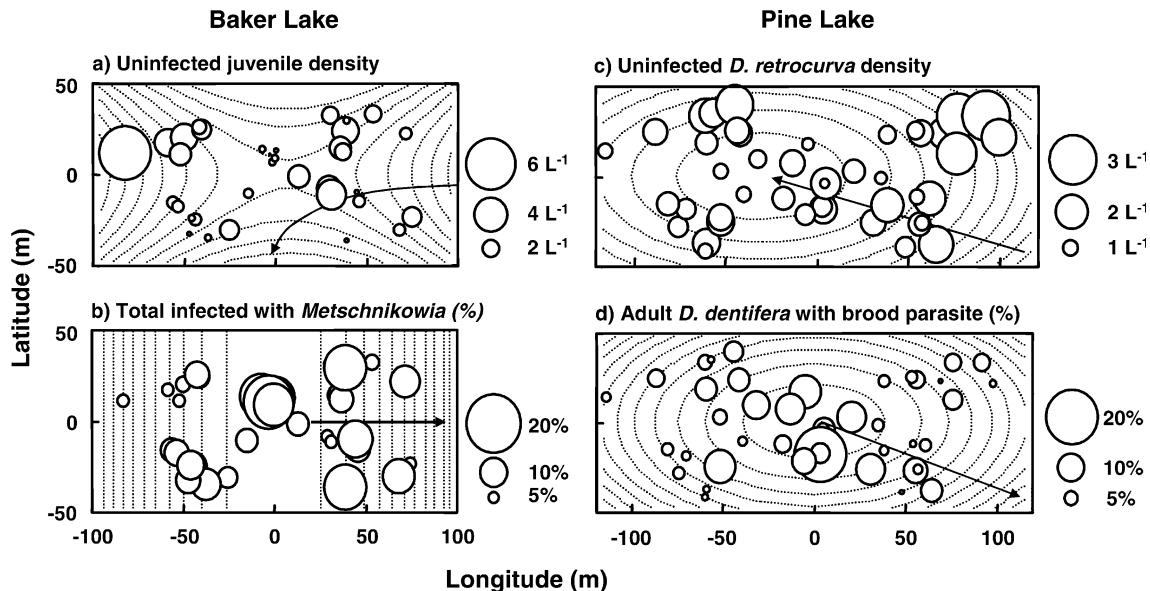 Baker Lake
Pine Lake
a) Uninfected juvenile density
c) Uninfected D. retrocurva density
50
0
-50
6 L-1
4 L-1
2 L-1
3 L-1
2 L-1
1 L-1
Latitude (m)
b) Total infected with Metschnikowia (%)
d) Adult D. dentifera with brood parasite (%)
50
0
-50
20%
10%
5%
20%
10%
5%
-100
-50
0
50
100
-100
-50
0
50
100
Longitude (m)